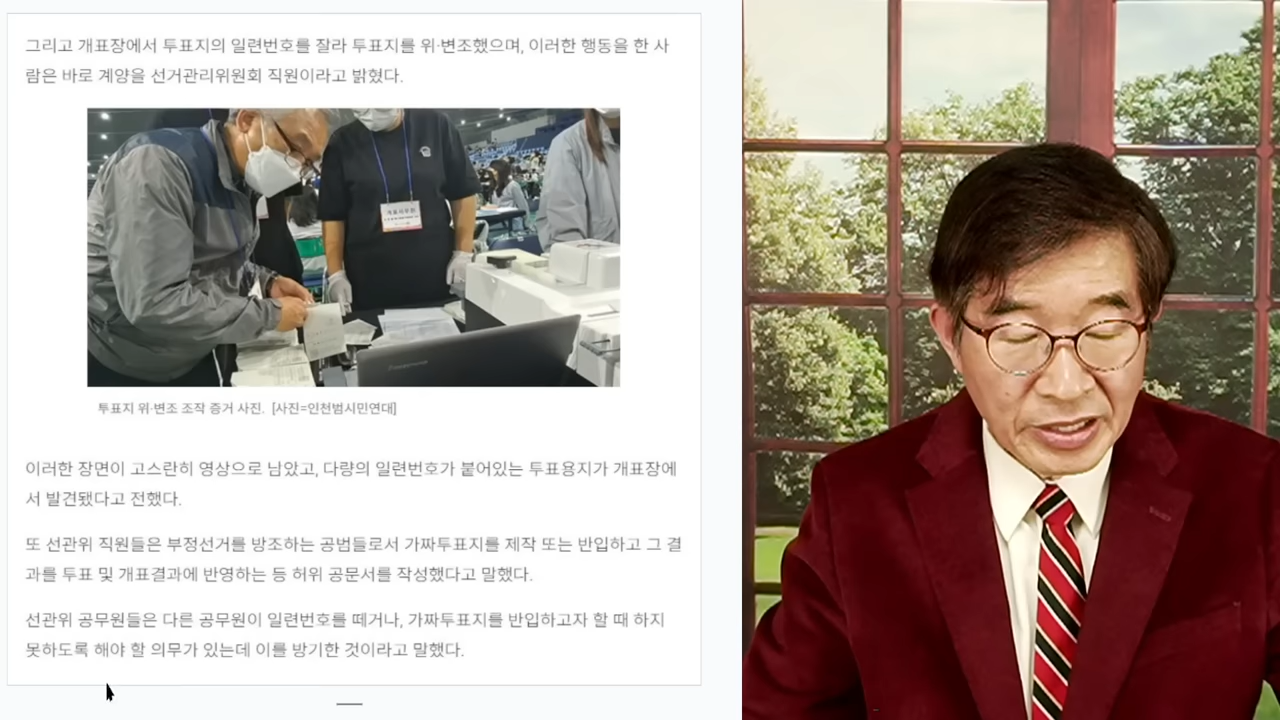 그리고 개표장에서 투표지의 일련번호를 잘라 투표지를 위·변조했으며, 이러한 행동을 한 사
람은 바로 계양을 선거관리위원회 직원이라고 밝혔다.
개표사무원
투표지 위·변조 조작 증거 사진. [사진=인천범시민연대]
이러한 장면이 고스란히 영상으로 남았고, 다량의 일련번호가 붙어있는 투표용지가 개표장에
서 발견됐다고 전했다.
또 선관위 직원들은 부정선거를 방조하는 공범들로서 가짜투표지를 제작 또는 반입하고 그 결
과를 투표 및 개표결과에 반영하는 등 허위 공문서를 작성했다고 말했다.
선관위 공무원들은 다른 공무원이 일련번호를 떼거나, 가짜투표지를 반입하고자 할 때 하지
못하도록 해야 할 의무가 있는데 이를 방기한 것이라고 말했다.